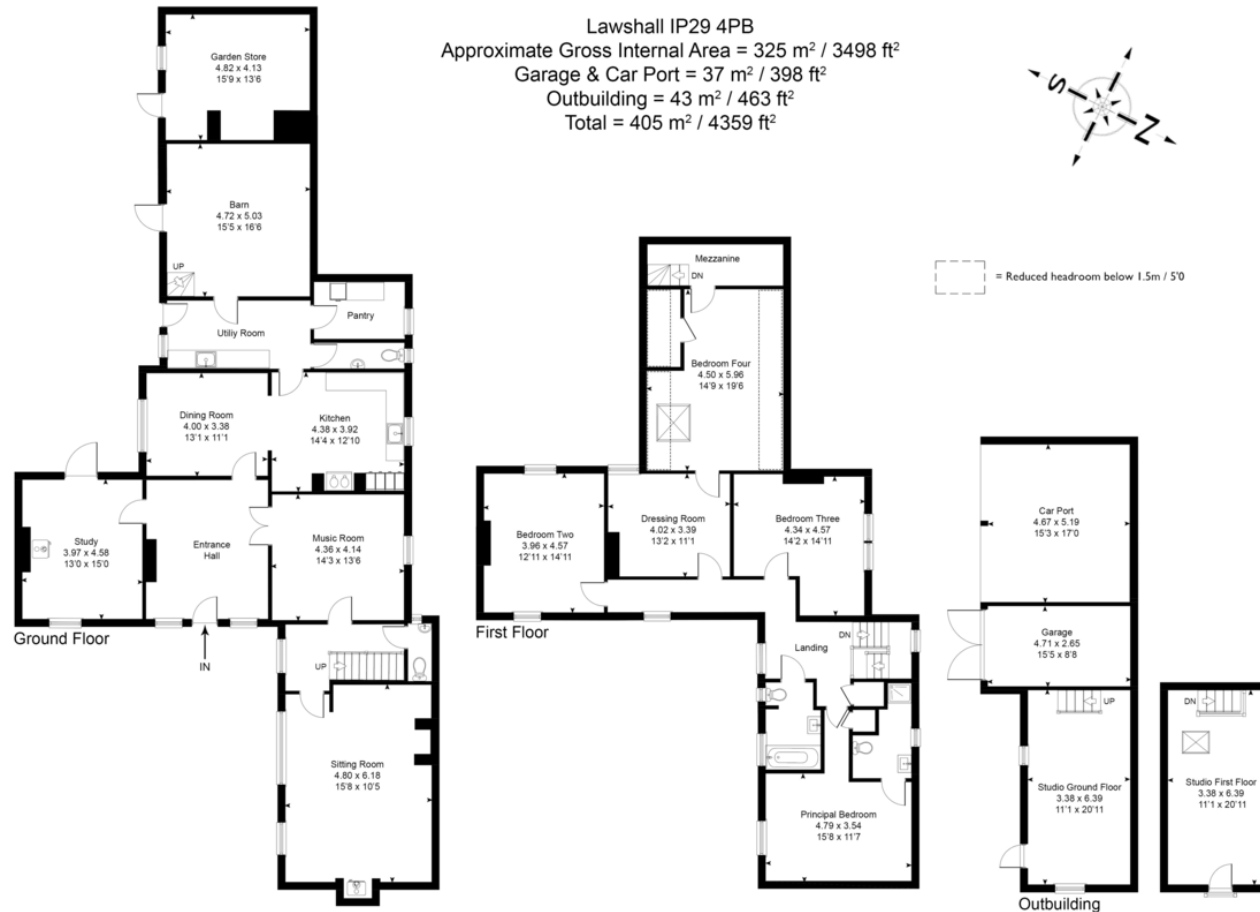 Lawshall IP29 4PB
Approximate Gross Internal Area = 325 m² / 3498 ft²
Garage & Car Port = 37 m² / 398 ft²
Outbuilding = 43 m² / 463 ft²
Total = 405 m² / 4359 ft²
S
N
= Reduced headroom below 1.5m / 5'0
Garden Store
4.82 x 4.13
15'9 x 13'6
Barn
4.72 x 5.03
15'5 x 16'6
UP
Utiliy Room
Pantry
Dining Room
4.00 x 3.38
13'1 x 11'1
Kitchen
4.38 x 3.92
14'4 x 12'10
Study
3.97 x 4.58
13'0 x 15'0
Entrance
Hall
Music Room
4.36 x 4.14
14'3 x 13'6
Ground Floor
IN
UP
Sitting Room
4.80 x 6.18
15'8 x 10'5
Mezzanine
DN
Bedroom Four
4.50 x 5.96
14'9 x 19'6
Bedroom Two
3.96 x 4.57
12'11 x 14'11
Dressing Room
4.02 x 3.39
13'2 x 11'1
Bedroom Three
4.34 x 4.57
14'2 x 14'11
First Floor
Landing
DN
Principal Bedroom
4.79 x 3.54
15'8 x 11'7
Car Port
4.67 x 5.19
15'3 x 17'0
Garage
4.71 x 2.65
15'5 x 8'8
UP
Studio Ground Floor
3.38 x 6.39
11'1 x 20'11
DN
Studio First Floor
3.38 x 6.39
11'1 x 20'11
Outbuilding